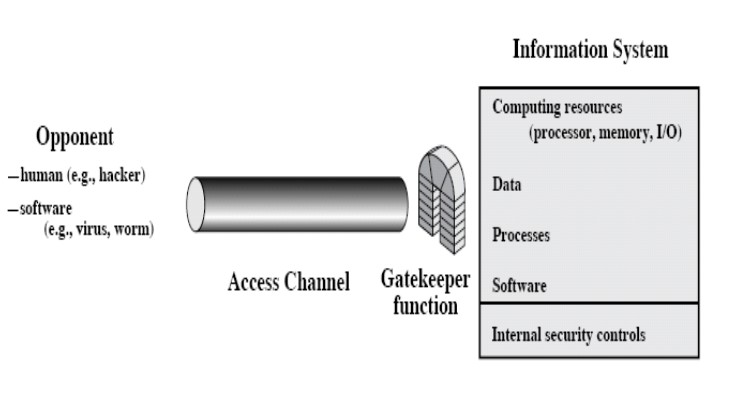 Information System
Opponent
–human (e.g., hacker)
–software
(e.g., virus, worm)
Access Channel
Gatekeeper
function
Computing resources
(processor, memory, I/O)
Data
Processes
Software
Internal security controls